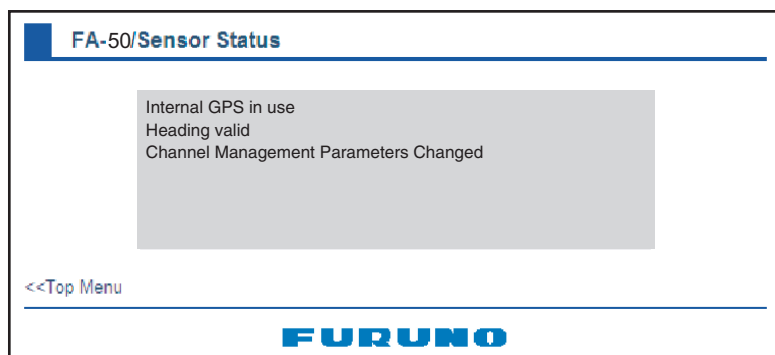 FA-50/Sensor Status
Internal GPS in use
Heading valid
Channel Management Parameters Changed
<<Top Menu
FURUNO